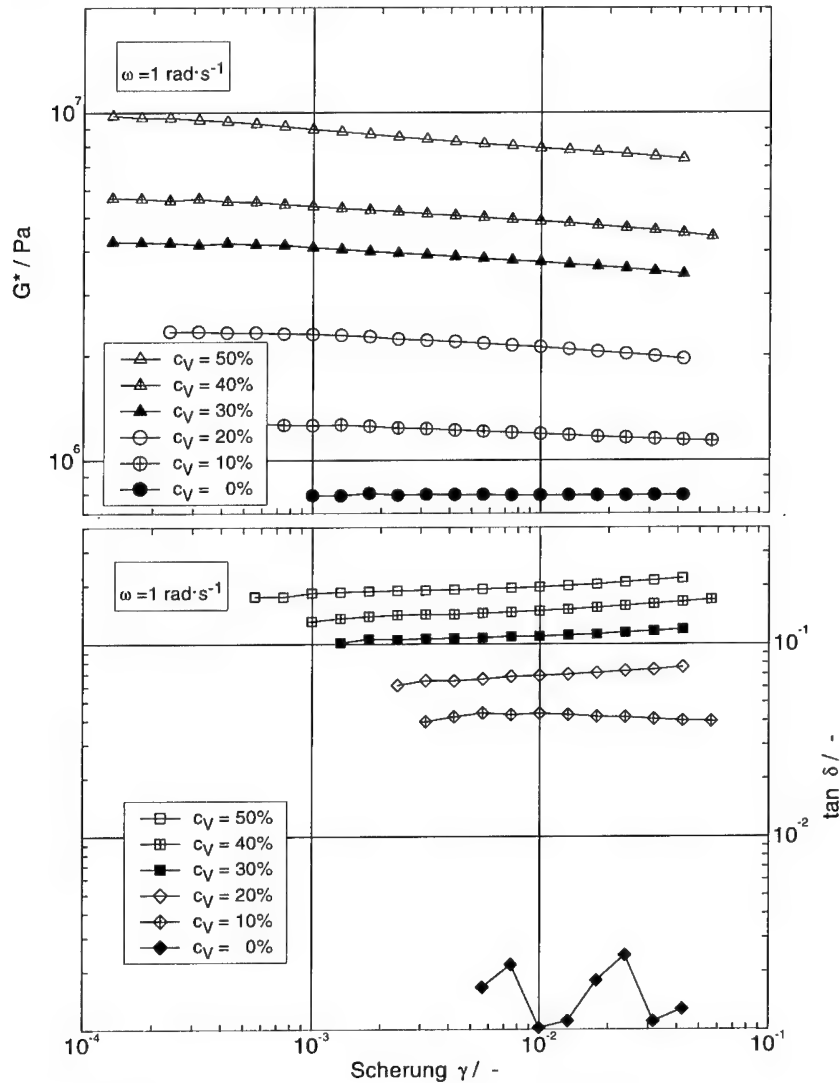 10⁷
ω = 1 rad·s⁻¹
G* / Pa
c_V = 50%
c_V = 40%
c_V = 30%
c_V = 20%
c_V = 10%
c_V = 0%
10⁶
ω = 1 rad·s⁻¹
10⁻¹
tan δ / -
10⁻²
c_V = 50%
c_V = 40%
c_V = 30%
c_V = 20%
c_V = 10%
c_V = 0%
10⁻¹
10⁻⁴ 10⁻³ 10⁻² 10⁻¹
Scherung γ / -